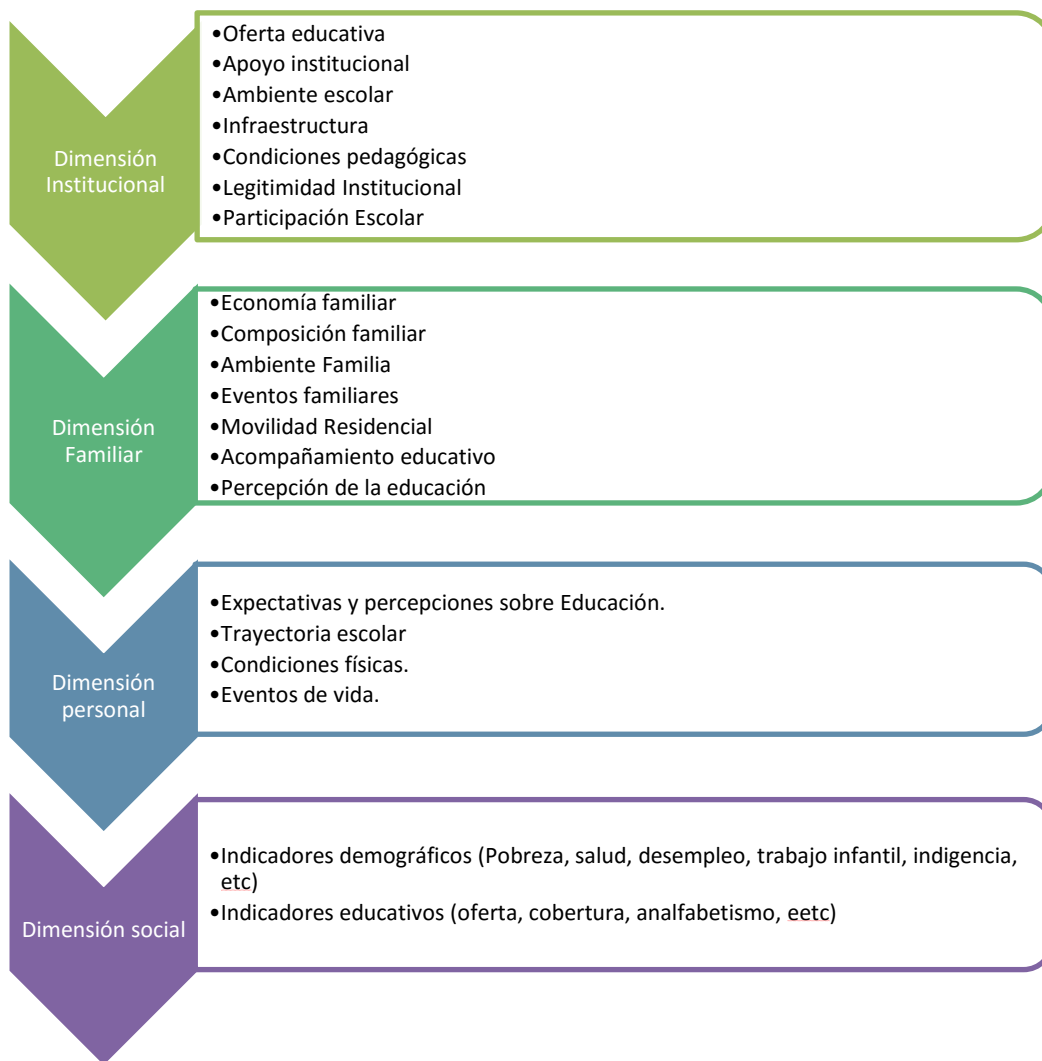 Dimensión
Institucional
•Oferta educativa
•Apoyo institucional
•Ambiente escolar
•Infraestructura
•Condiciones pedagógicas
•Legitimidad Institucional
•Participación Escolar
Dimensión
Familiar
•Economía familiar
•Composición familiar
•Ambiente Familia
•Eventos familiares
•Movilidad Residencial
•Acompañamiento educativo
•Percepción de la educación
Dimensión
personal
•Expectativas y percepciones sobre Educación.
•Trayectoria escolar
•Condiciones físicas.
•Eventos de vida.
Dimensión social
•Indicadores demográficos (Pobreza, salud, desempleo, trabajo infantil, indigencia,
etc)
•Indicadores educativos (oferta, cobertura, analfabetismo, eetc)